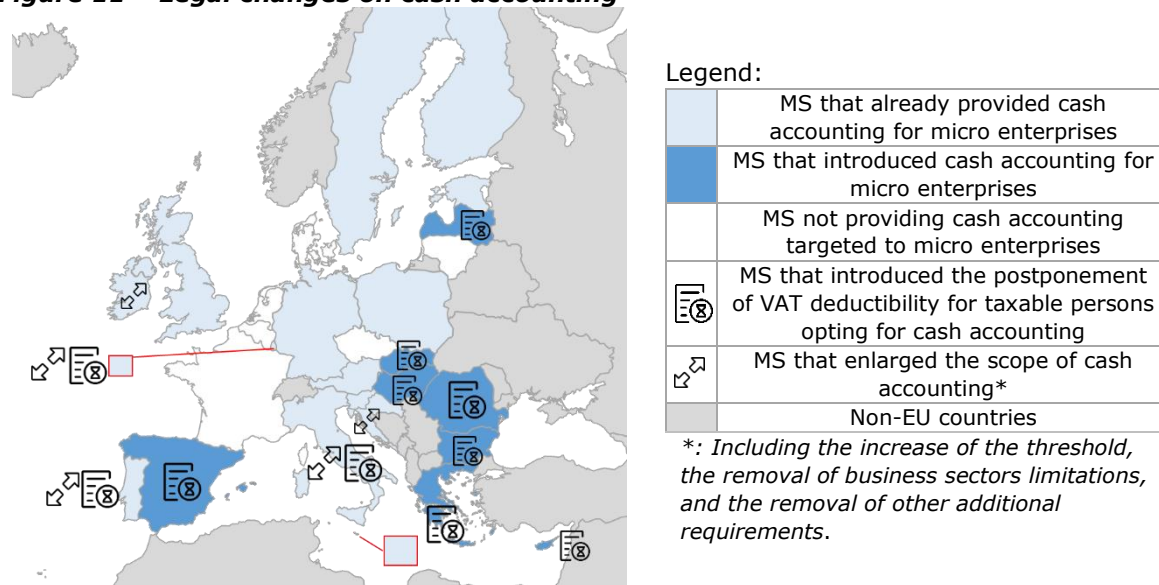 Figure 11 – Legal changes on cash accounting
Legend:
MS that already provided cash
accounting for micro enterprises
MS that introduced cash accounting for
micro enterprises
MS not providing cash accounting
targeted to micro enterprises
MS that introduced the postponement
of VAT deductibility for taxable persons
opting for cash accounting
MS that enlarged the scope of cash
accounting*
Non-EU countries
*: Including the increase of the threshold,
the removal of business sectors limitations,
and the removal of other additional
requirements.